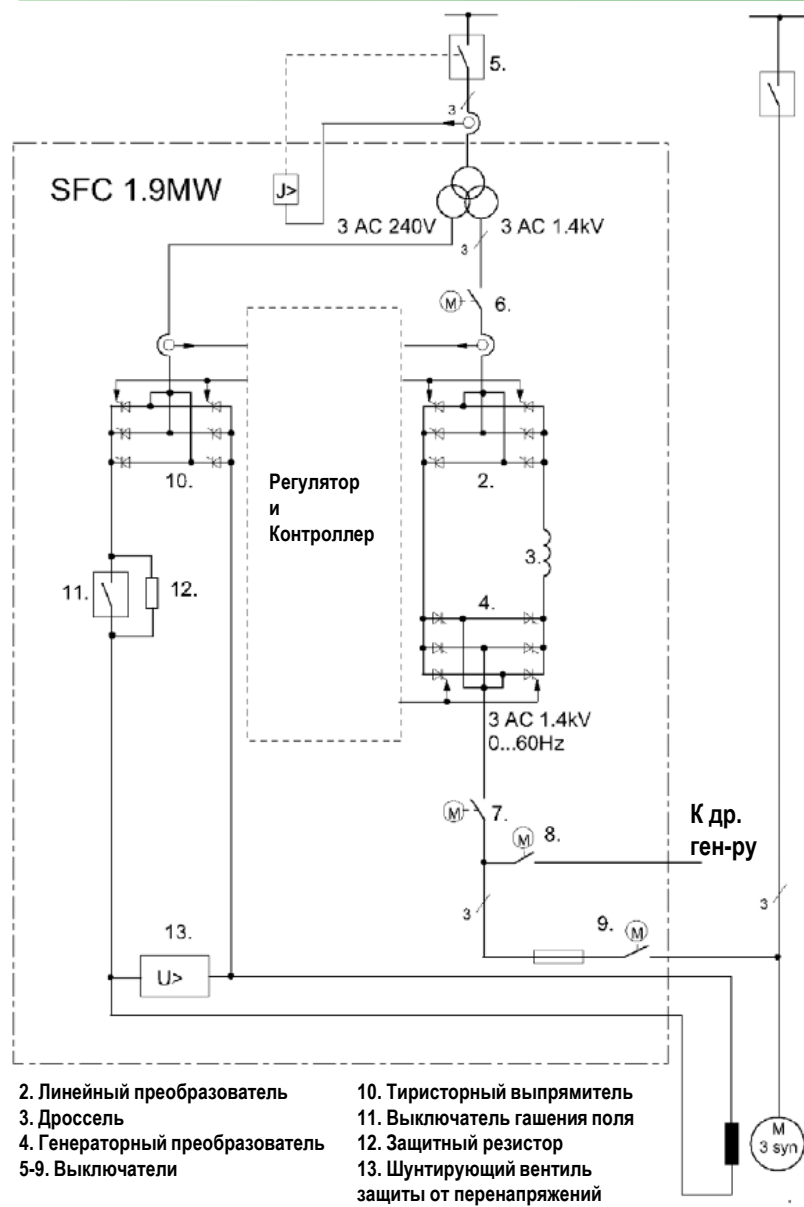 5.
3
SFC 1.9MW
J>
3 AC 240V
3 AC 1.4kV
3
M
6.
10.
Регулятор
и
Контроллер
2.
3.
11.
12.
4.
3 AC 1.4kV
0...60Hz
M
7.
M
8.
К др.
ген-ру
3
3
13.
9.
M
U>
2. Линейный преобразователь
3. Дроссель
4. Генераторный преобразователь
5-9. Выключатели
10. Тиристорный выпрямитель
11. Выключатель гашения поля
12. Защитный резистор
13. Шунтирующий вентиль
защиты от перенапряжений
M
3 syn